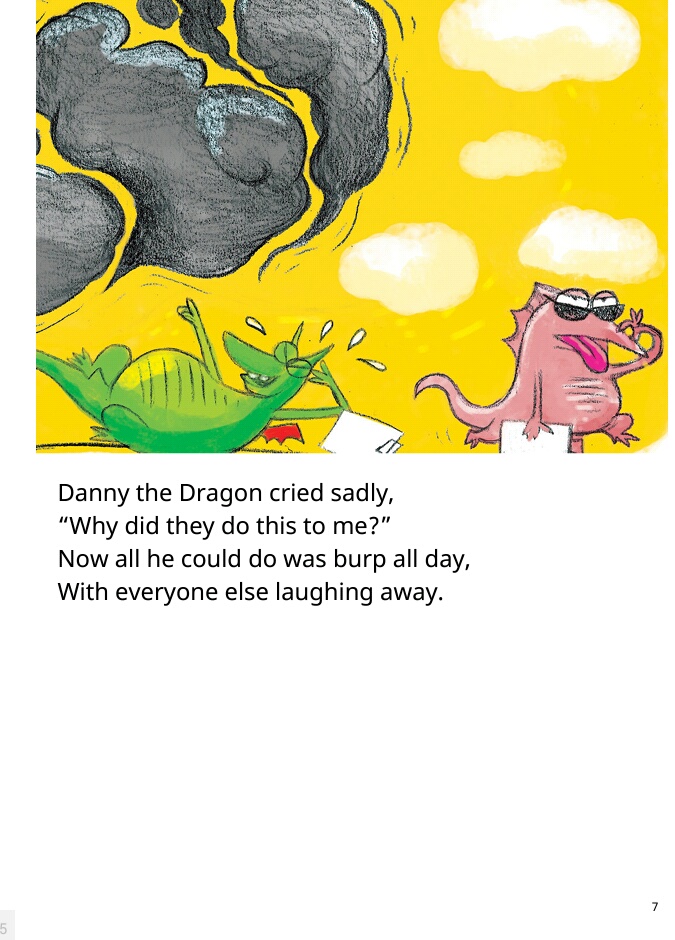 Danny the Dragon cried sadly,
“Why did they do this to me?”
Now all he could do was burp all day,
With everyone else laughing away.
7
5